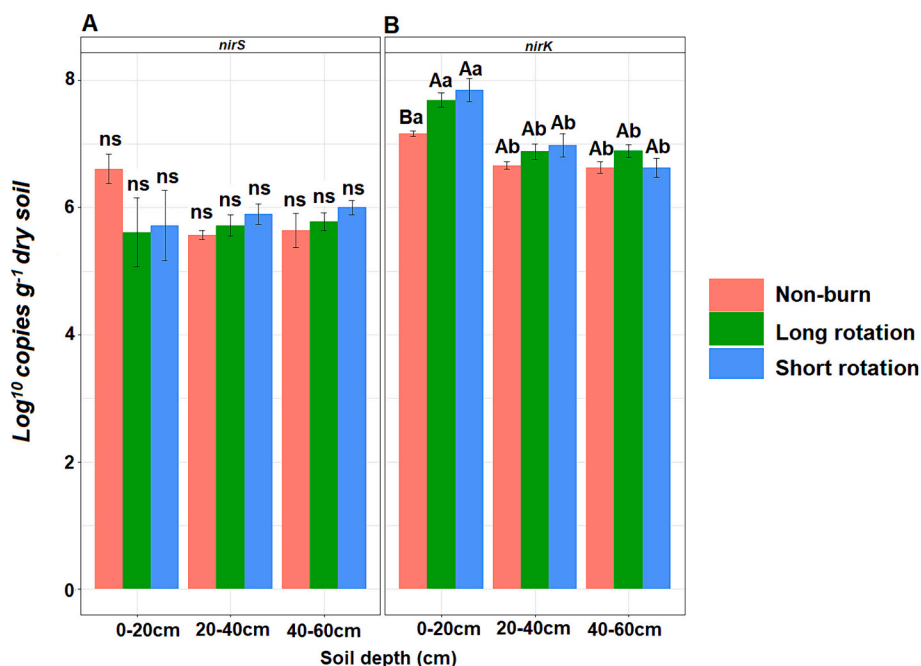 A
B
nirS
nirK
Log¹⁰ copies g⁻¹ dry soil
8
6
4
2
0
ns
ns ns
ns ns ns
ns ns ns
Ba Aa Aa
Ab Ab Ab
Ab Ab Ab
0-20cm 20-40cm 40-60cm
0-20cm 20-40cm 40-60cm
Soil depth (cm)
Non-burn
Long rotation
Short rotation